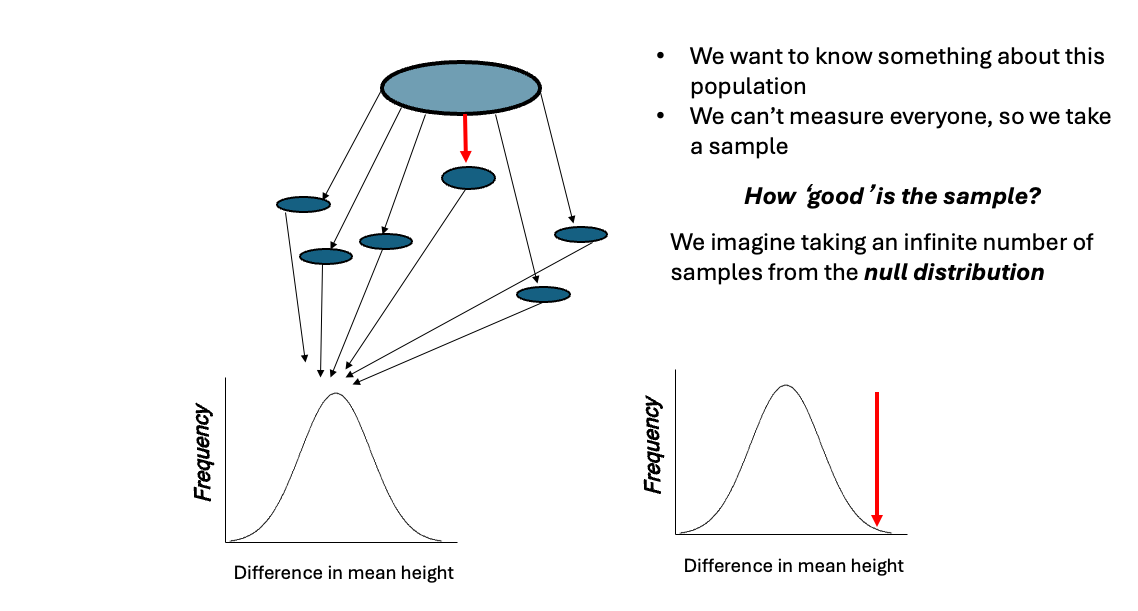 • We want to know something about this
population
• We can’t measure everyone, so we take
a sample
How ‘good’ is the sample?
We imagine taking an infinite number of
samples from the null distribution
Frequency
Difference in mean height
Frequency
Difference in mean height